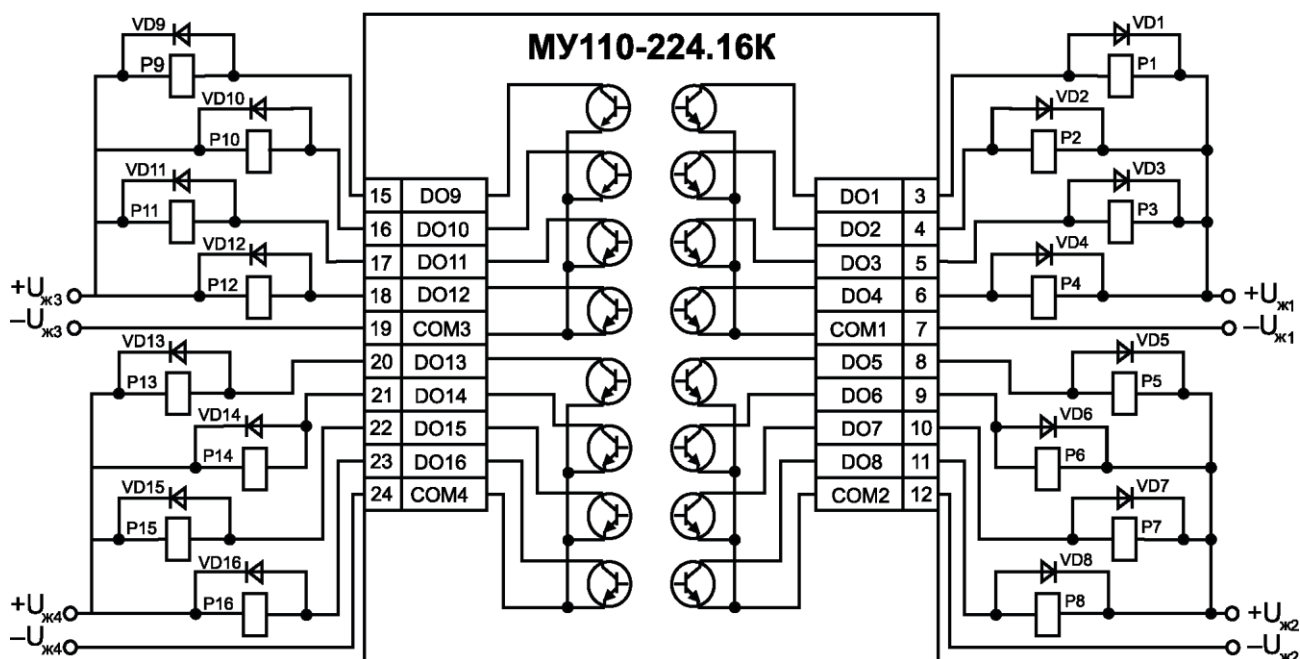 МУ110-224.16К
VD9
P9
VD10
P10
VD11
P11
VD12
P12
+Uж3
–Uж3
VD13
P13
VD14
P14
VD15
P15
VD16
P16
+Uж4
–Uж4
15 DO9
16 DO10
17 DO11
18 DO12
19 COM3
20 DO13
21 DO14
22 DO15
23 DO16
24 COM4
DO1 3
DO2 4
DO3 5
DO4 6
COM1 7
DO5 8
DO6 9
DO7 10
DO8 11
COM2 12
VD1
P1
VD2
P2
VD3
P3
VD4
P4
+Uж1
–Uж1
VD5
P5
VD6
P6
VD7
P7
VD8
P8
+Uж2
–Uж2